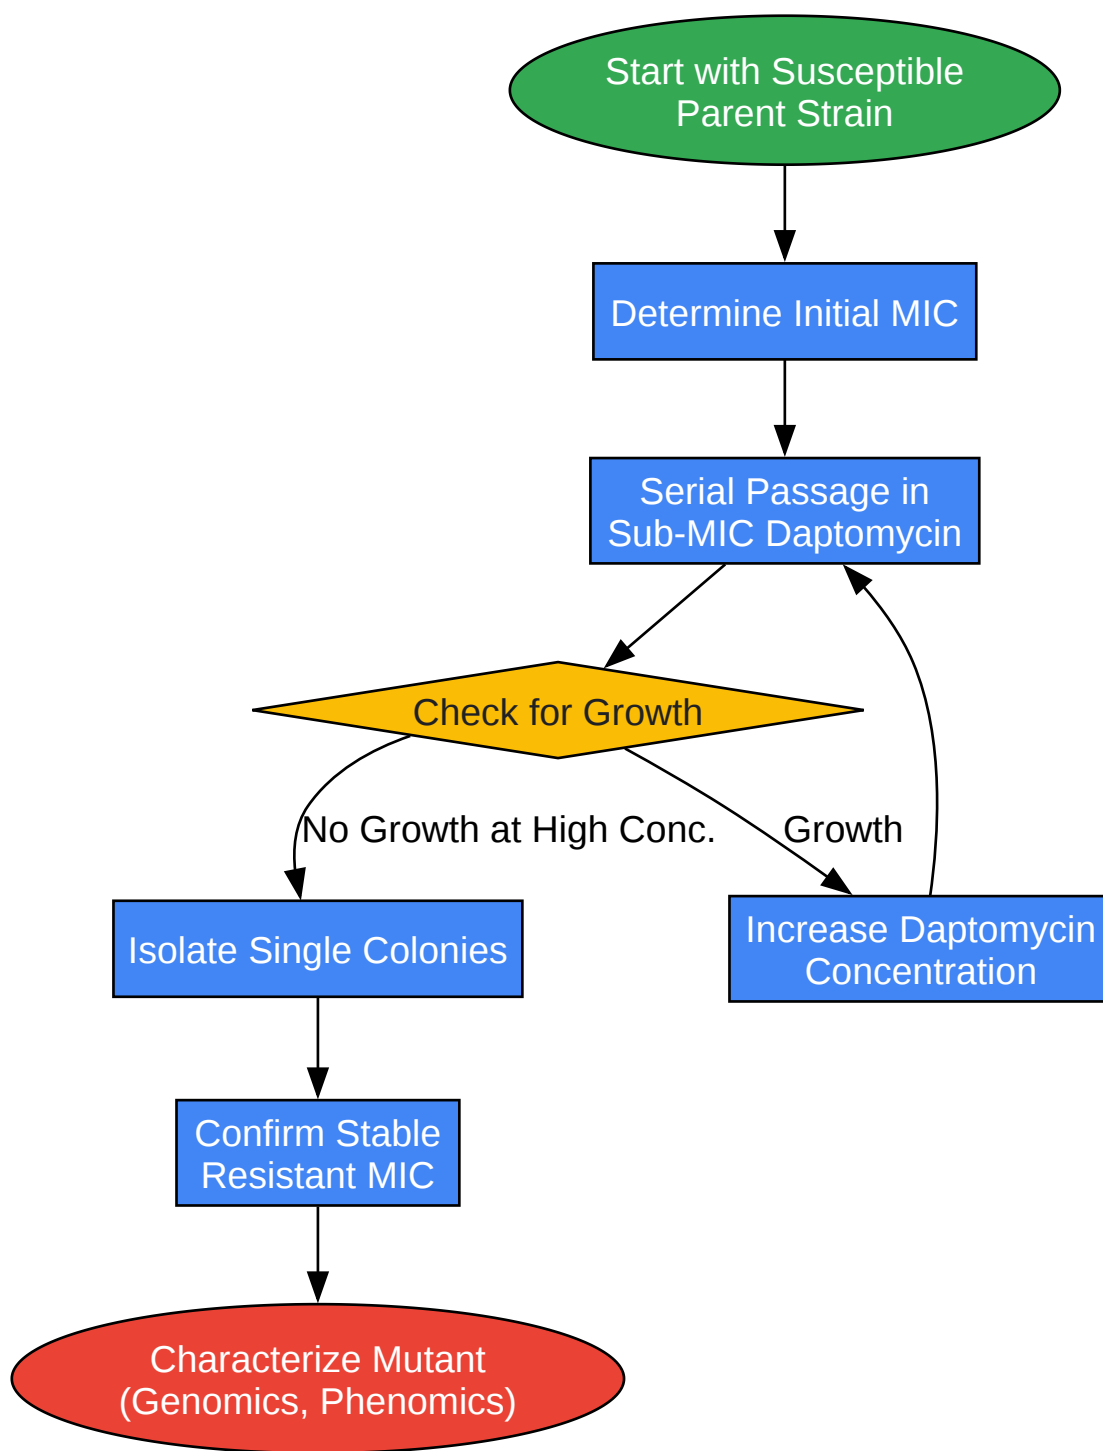 Start with Susceptible
Parent Strain
Determine Initial MIC
Serial Passage in
Sub-MIC Daptomycin
Check for Growth
No Growth at High Conc.
Growth
Isolate Single Colonies
Increase Daptomycin
Concentration
Confirm Stable
Resistant MIC
Characterize Mutant
(Genomics, Phenomics)